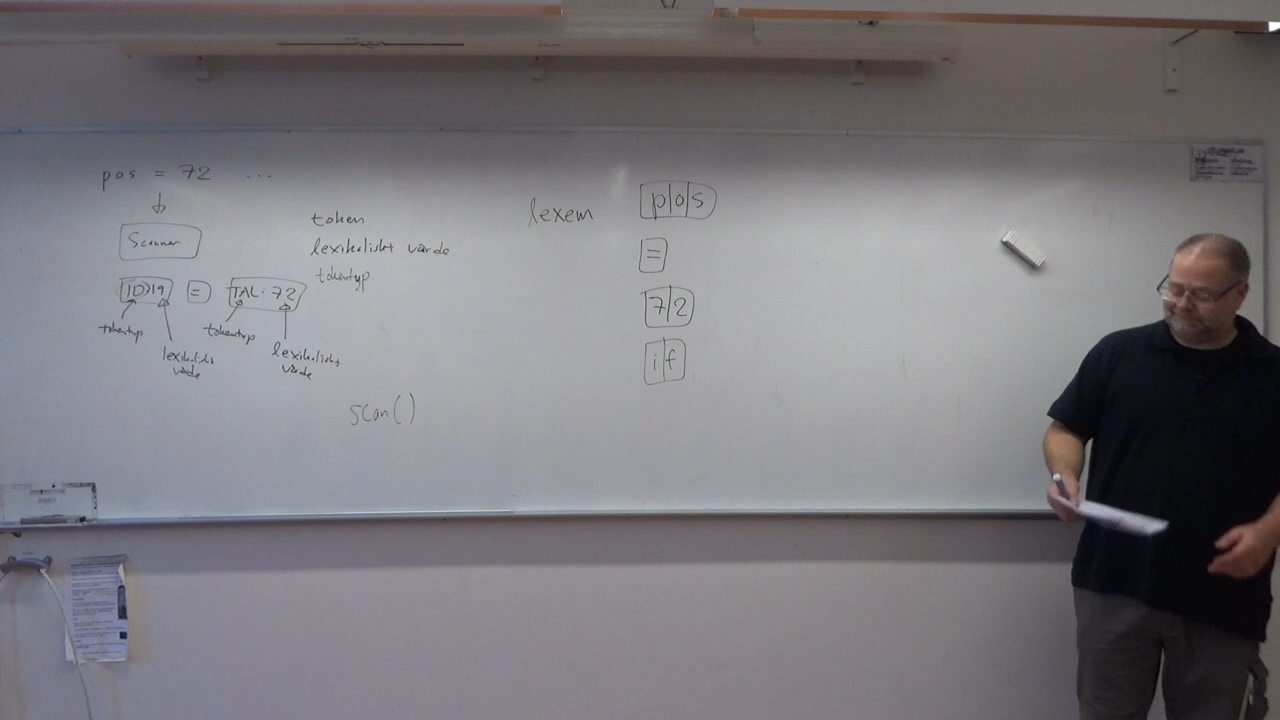 pos = 72 ...
Scanner
ID:19 = TAL:72
tokentyp
lexikaliskt
värde
tokentyp
lexikaliskt
värde
token
lexikaliskt värde
tokentyp
scan()
lexem
pos
=
72
if